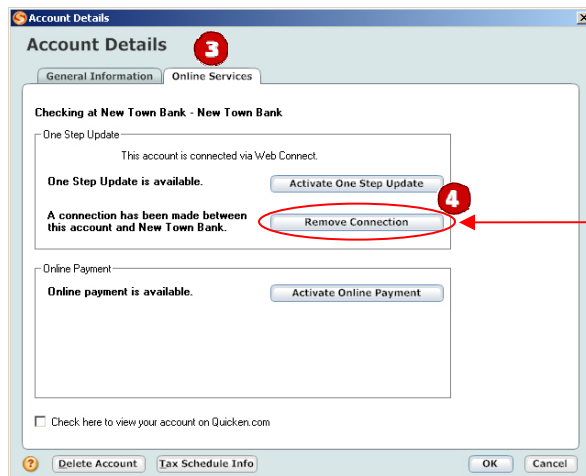 Account Details
Account Details
3
General Information
Online Services
Checking at New Town Bank - New Town Bank
One Step Update
This account is connected via Web Connect.
One Step Update is available.
Activate One Step Update
4
A connection has been made between
this account and New Town Bank.
Remove Connection
Online Payment
Online payment is available.
Activate Online Payment
Check here to view your account on Quicken.com
?
Delete Account
Tax Schedule Info
OK
Cancel